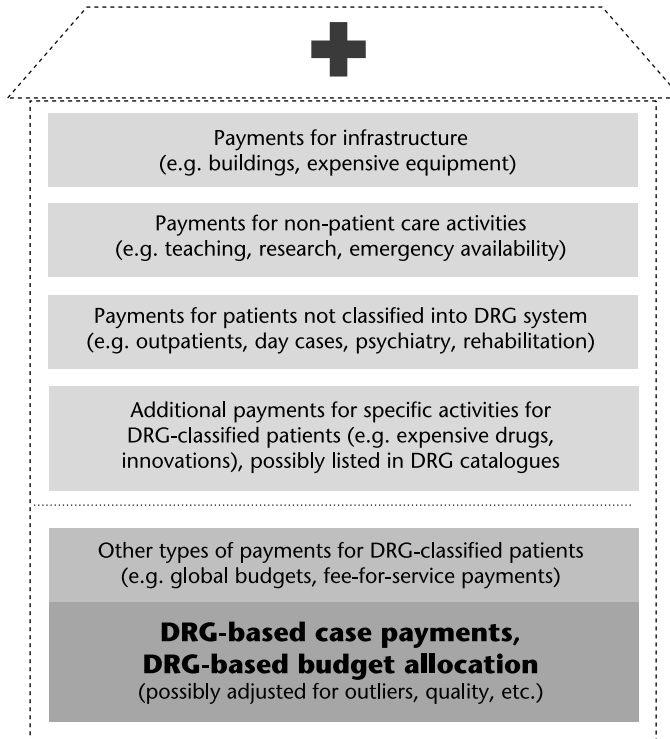 Payments for infrastructure
(e.g. buildings, expensive equipment)
Payments for non-patient care activities
(e.g. teaching, research, emergency availability)
Payments for patients not classified into DRG system
(e.g. outpatients, day cases, psychiatry, rehabilitation)
Additional payments for specific activities for
DRG-classified patients (e.g. expensive drugs,
innovations), possibly listed in DRG catalogues
Other types of payments for DRG-classified patients
(e.g. global budgets, fee-for-service payments)
DRG-based case payments,
DRG-based budget allocation
(possibly adjusted for outliers, quality, etc.)